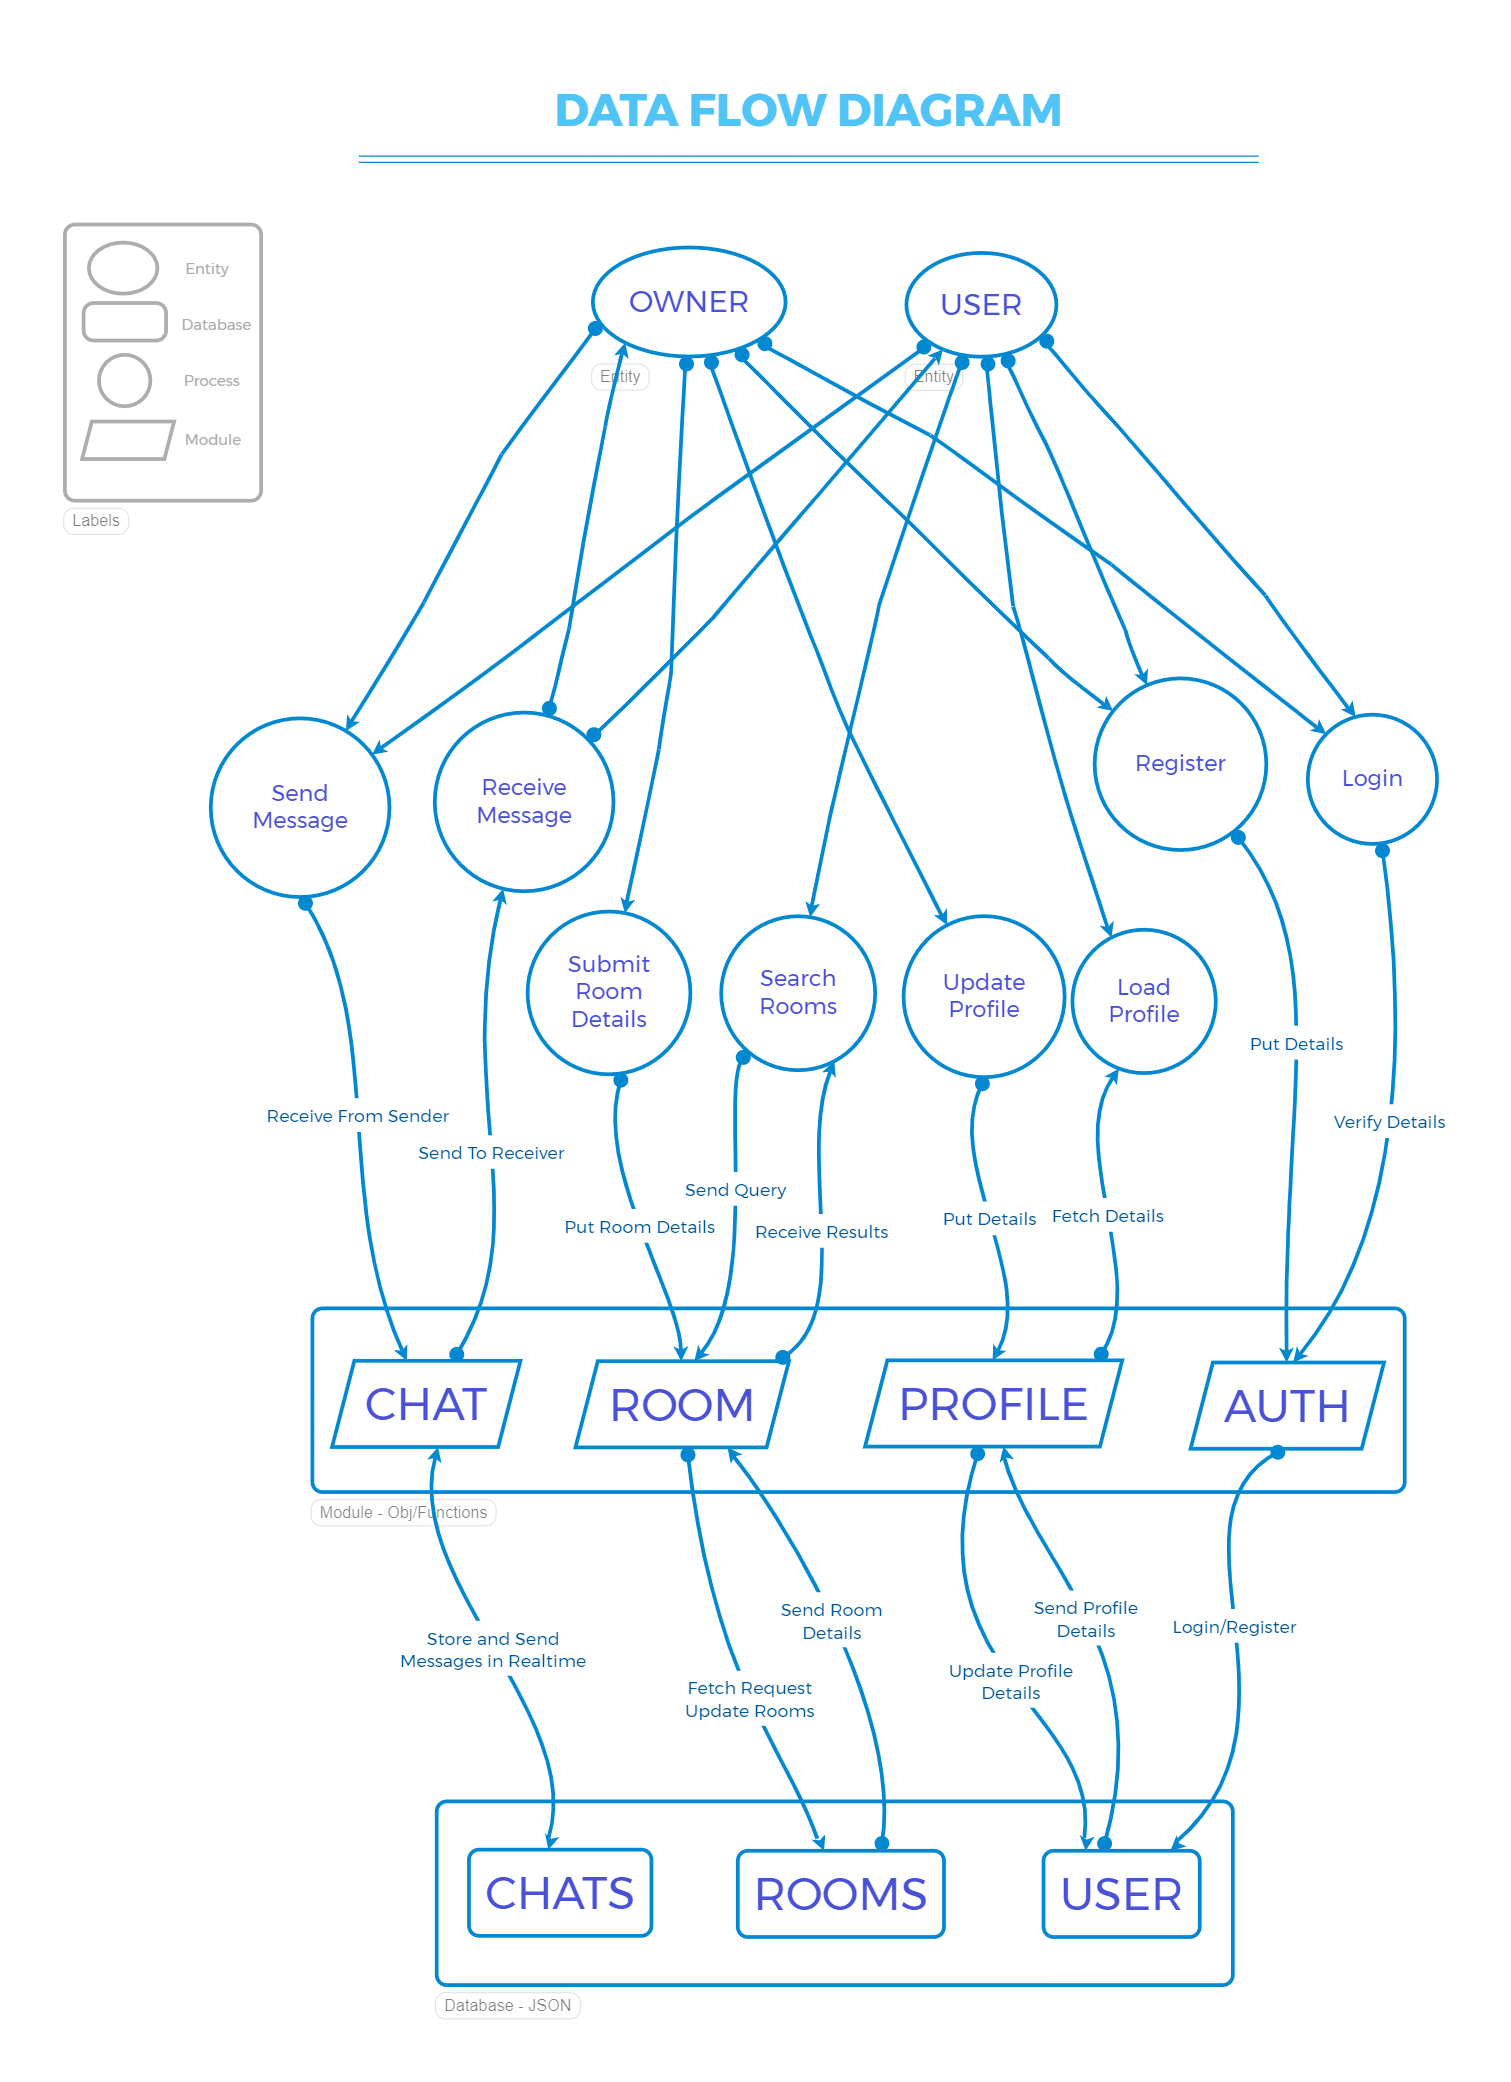 DATA FLOW DIAGRAM
Entity
Database
Process
Module
Labels
OWNER
USER
Entity
Entity
Send
Message
Receive
Message
Register
Login
Submit
Room
Details
Search
Rooms
Update
Profile
Load
Profile
Put Details
Receive From Sender
Verify Details
Send To Receiver
Send Query
Put Room Details
Receive Results
Put Details
Fetch Details
CHAT
ROOM
PROFILE
AUTH
Module - Obj/Functions
Store and Send
Messages in Realtime
Send Room
Details
Fetch Request
Update Rooms
Send Profile
Details
Update Profile
Details
Login/Register
CHATS
ROOMS
USER
Database - JSON